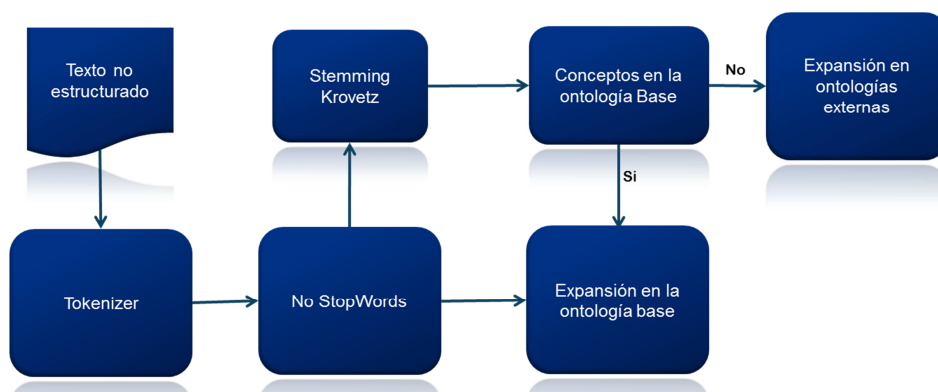 Texto no
estructurado
Stemming
Krovetz
Conceptos en la
ontología Base
No
Expansión en
ontologías
externas
Si
Tokenizer
No StopWords
Expansión en la
ontología base